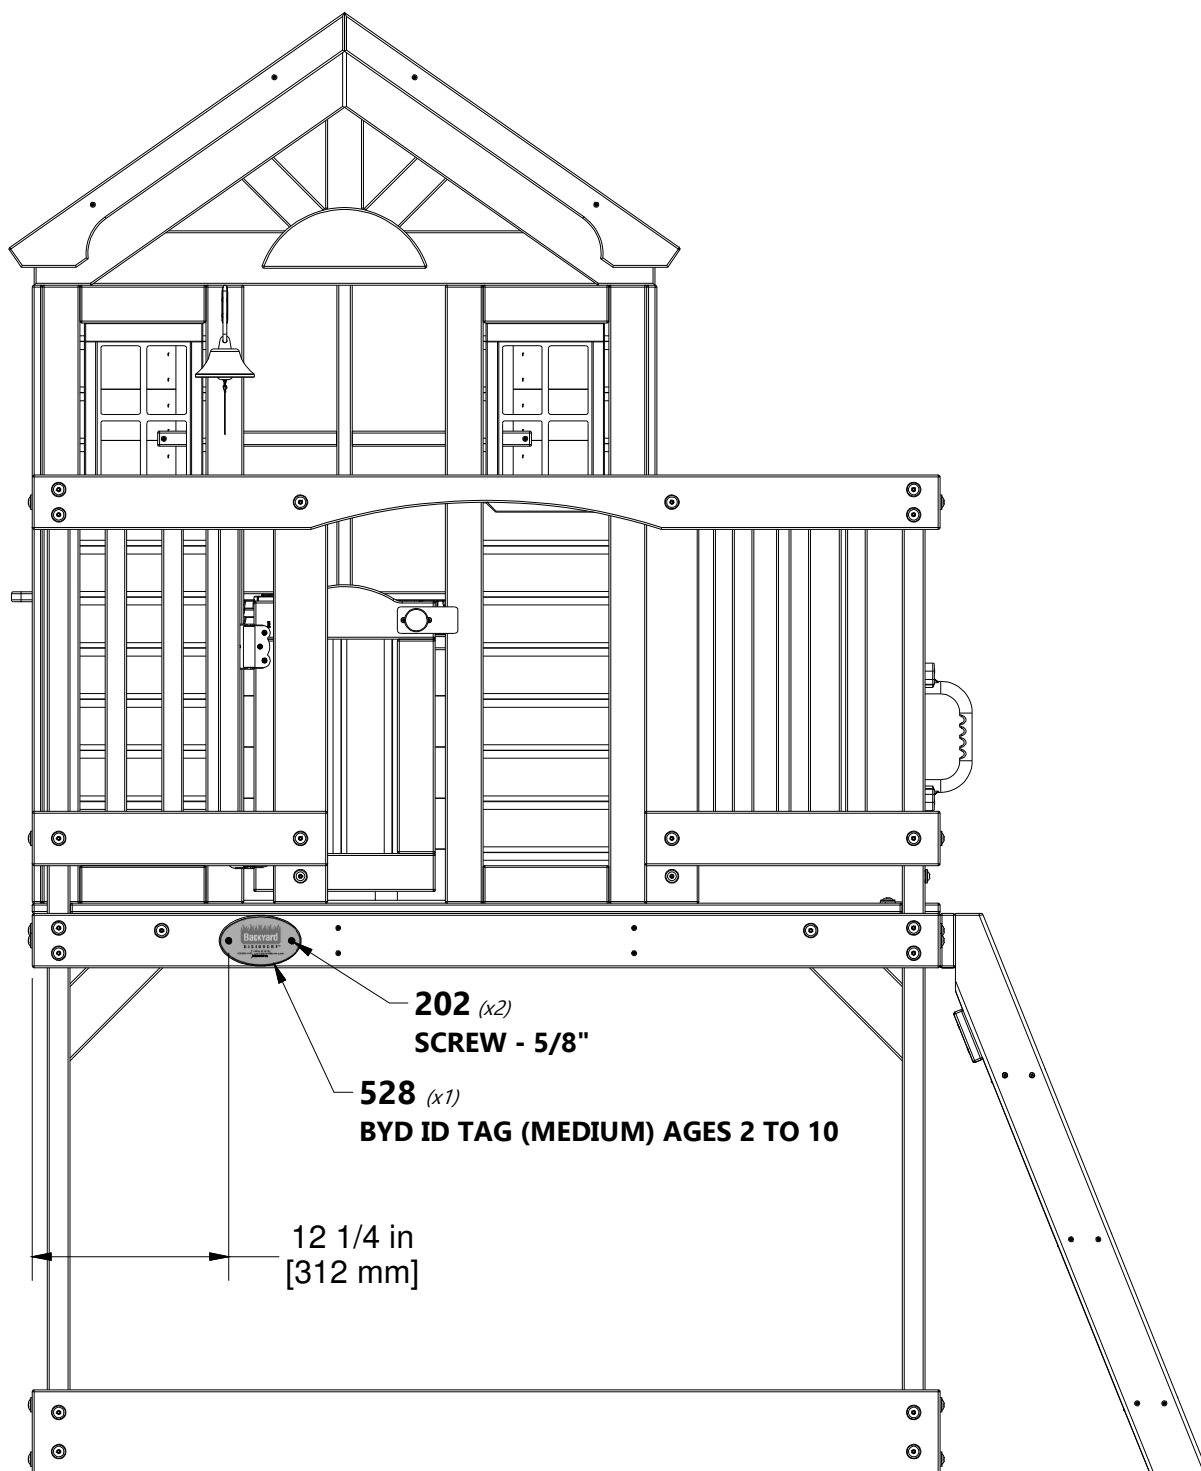 Backyard
DISCOVERY
202 (x2)
SCREW - 5/8"
528 (x1)
BYD ID TAG (MEDIUM) AGES 2 TO 10
12 1/4 in
[312 mm]